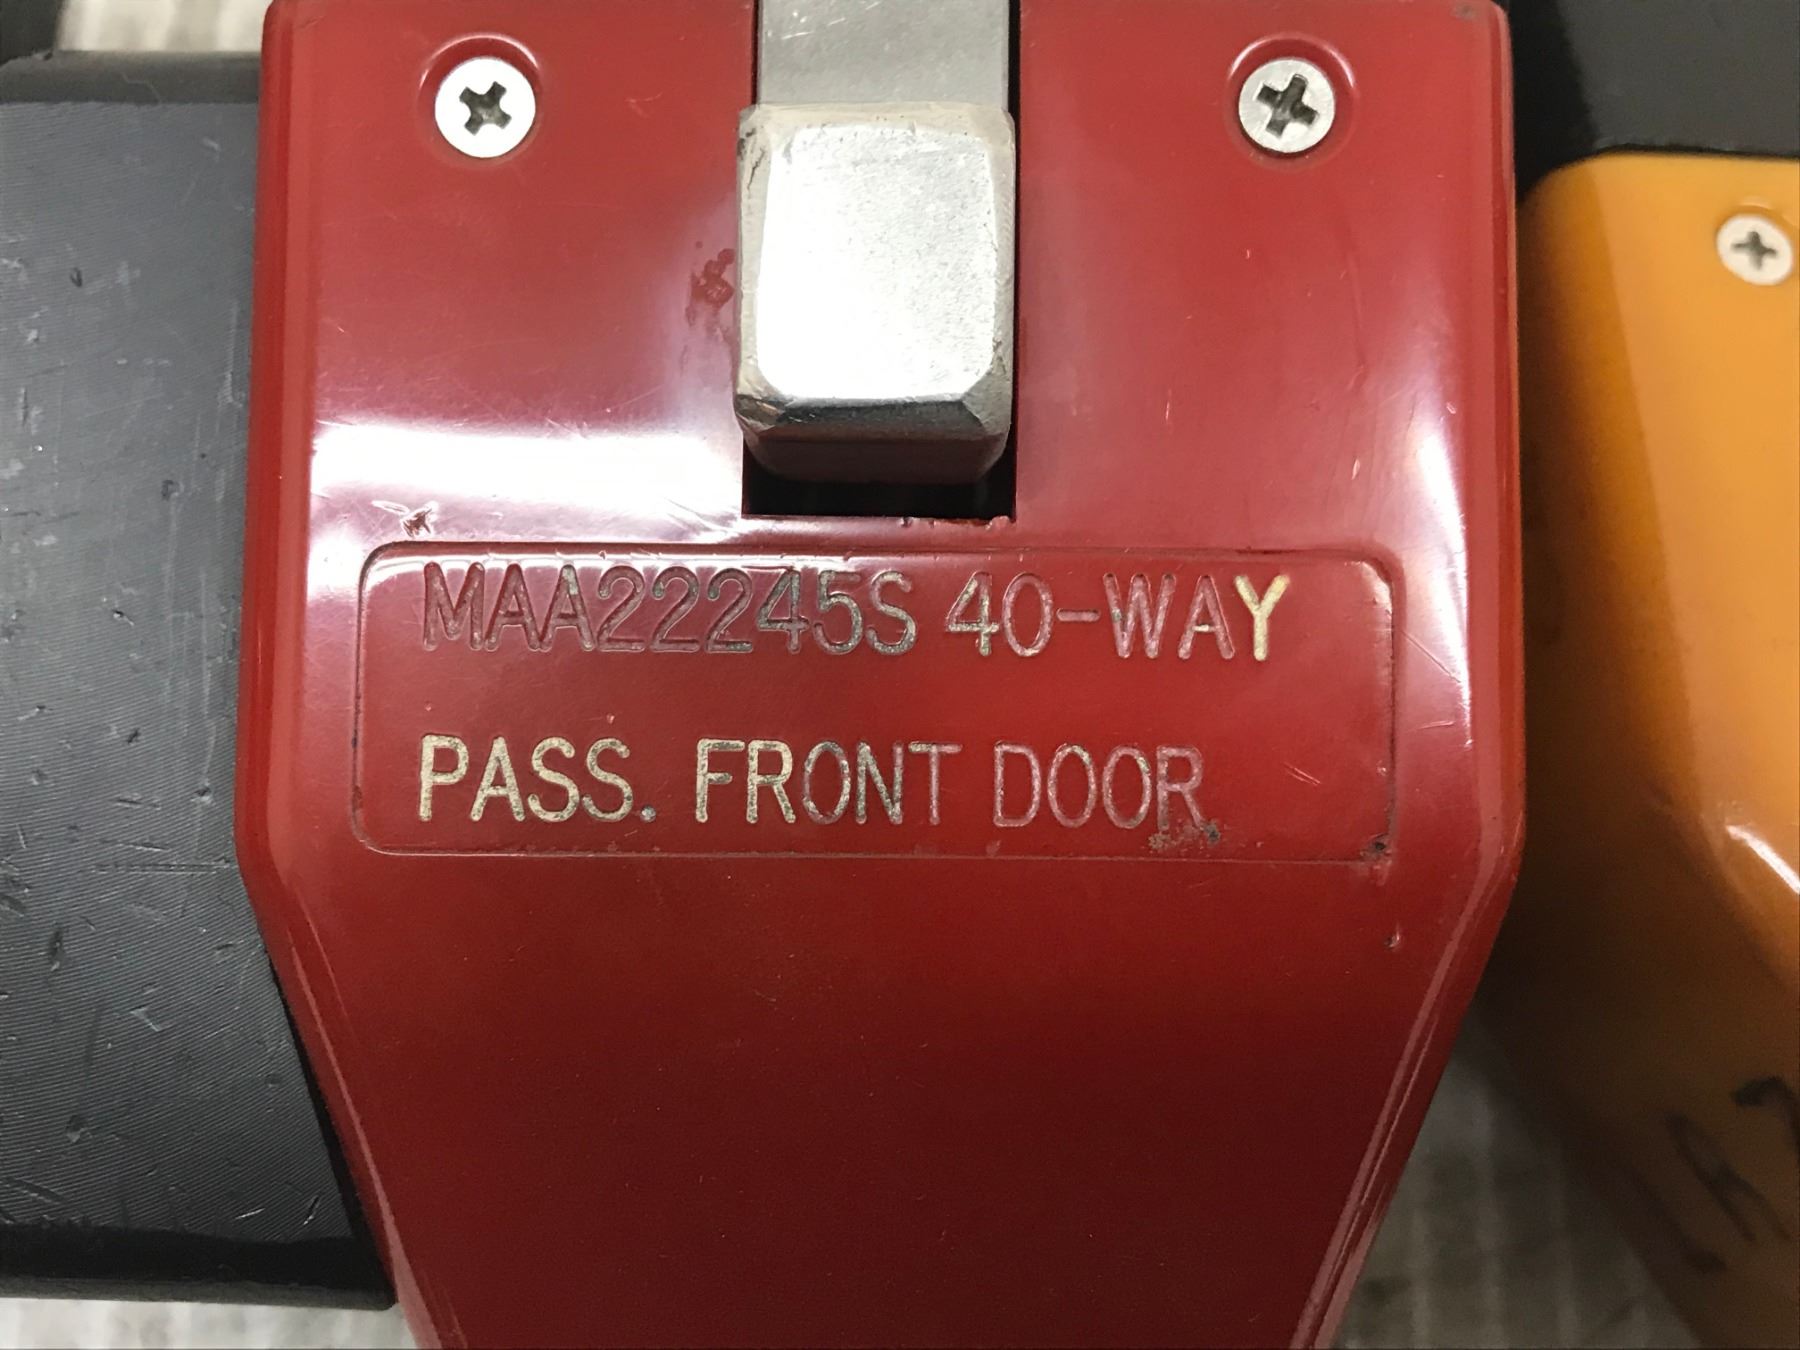 MAA22245S 40-WAY
PASS. FRONT DOOR